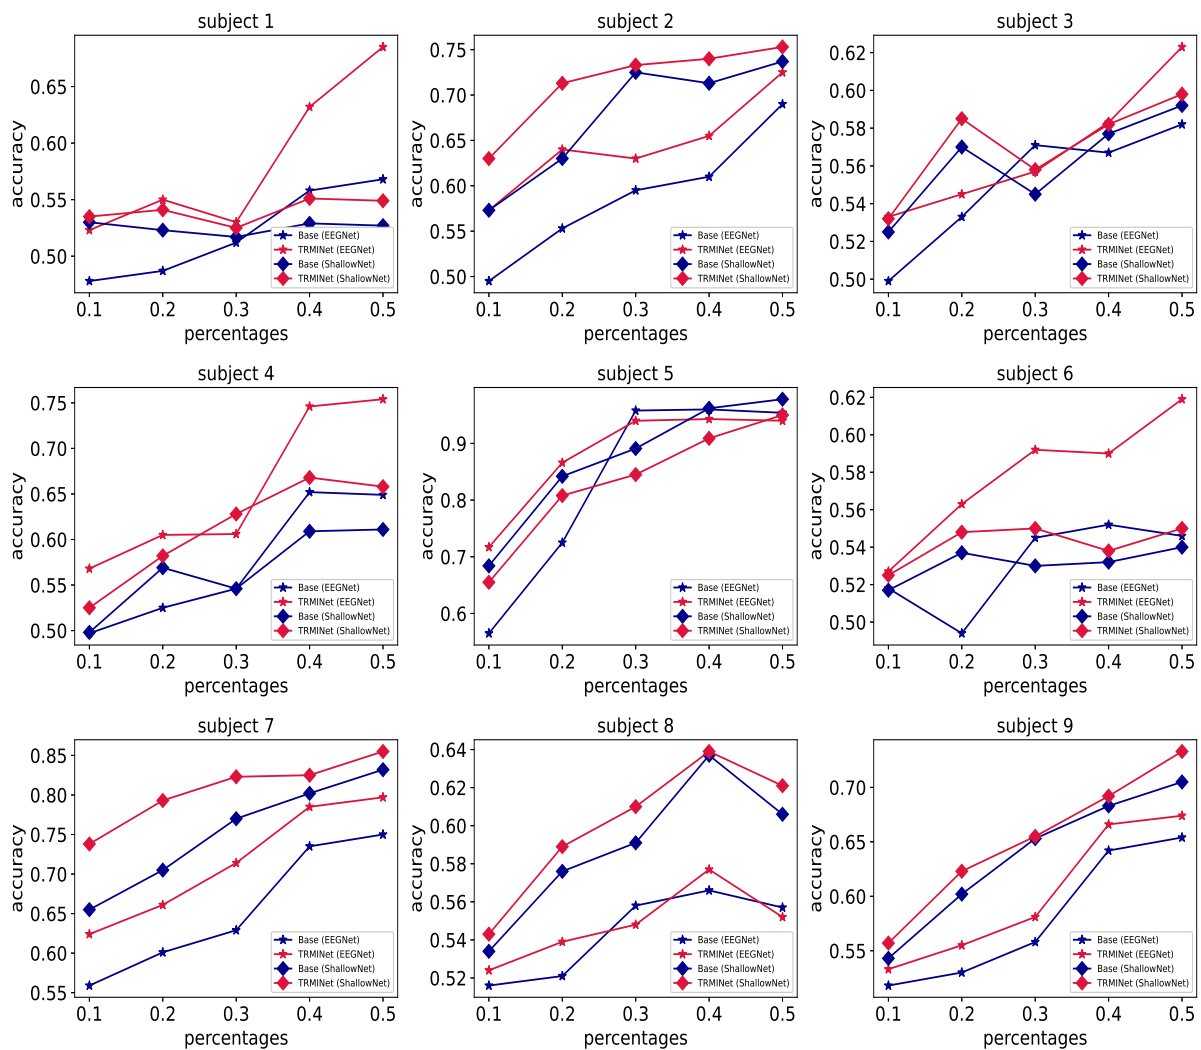 subject 1
accuracy
0.65
0.60
0.55
0.50
Base (EEGNet)
TRMINet (EEGNet)
Base (ShallowNet)
TRMINet (ShallowNet)
0.1 0.2 0.3 0.4 0.5
percentages
subject 2
accuracy
0.75
0.70
0.65
0.60
0.55
0.50
Base (EEGNet)
TRMINet (EEGNet)
Base (ShallowNet)
TRMINet (ShallowNet)
0.1 0.2 0.3 0.4 0.5
percentages
subject 3
accuracy
0.62
0.60
0.58
0.56
0.54
0.52
0.50
Base (EEGNet)
TRMINet (EEGNet)
Base (ShallowNet)
TRMINet (ShallowNet)
0.1 0.2 0.3 0.4 0.5
percentages
subject 4
accuracy
0.75
0.70
0.65
0.60
0.55
0.50
Base (EEGNet)
TRMINet (EEGNet)
Base (ShallowNet)
TRMINet (ShallowNet)
0.1 0.2 0.3 0.4 0.5
percentages
subject 5
accuracy
0.9
0.8
0.7
0.6
Base (EEGNet)
TRMINet (EEGNet)
Base (ShallowNet)
TRMINet (ShallowNet)
0.1 0.2 0.3 0.4 0.5
percentages
subject 6
accuracy
0.62
0.60
0.58
0.56
0.54
0.52
0.50
Base (EEGNet)
TRMINet (EEGNet)
Base (ShallowNet)
TRMINet (ShallowNet)
0.1 0.2 0.3 0.4 0.5
percentages
subject 7
accuracy
0.85
0.80
0.75
0.70
0.65
0.60
0.55
Base (EEGNet)
TRMINet (EEGNet)
Base (ShallowNet)
TRMINet (ShallowNet)
0.1 0.2 0.3 0.4 0.5
percentages
subject 8
accuracy
0.64
0.62
0.60
0.58
0.56
0.54
0.52
Base (EEGNet)
TRMINet (EEGNet)
Base (ShallowNet)
TRMINet (ShallowNet)
0.1 0.2 0.3 0.4 0.5
percentages
subject 9
accuracy
0.70
0.65
0.60
0.55
Base (EEGNet)
TRMINet (EEGNet)
Base (ShallowNet)
TRMINet (ShallowNet)
0.1 0.2 0.3 0.4 0.5
percentages